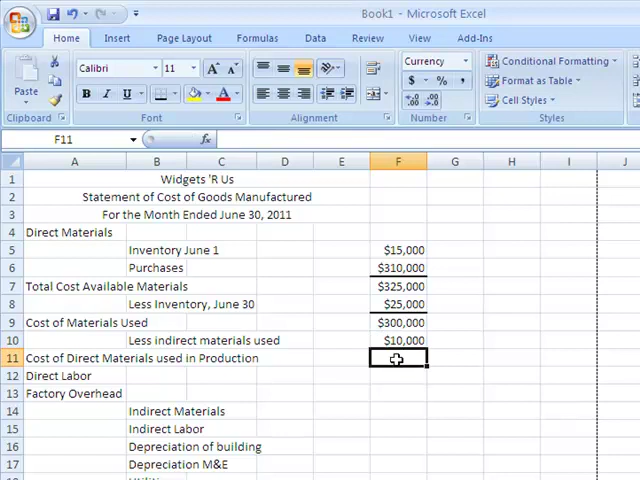 Book1 - Microsoft Excel
Home Insert Page Layout Formulas Data Review View Add-Ins
Calibri 11 Currency Conditional Formatting
Paste B I U A $ % , Format as Table
Cell Styles
Clipboard Font Alignment Number Styles
F11 fx
A B C D E F G H I J
1 Widgets 'R Us
2 Statement of Cost of Goods Manufactured
3 For the Month Ended June 30, 2011
4 Direct Materials
5 Inventory June 1 $15,000
6 Purchases $310,000
7 Total Cost Available Materials $325,000
8 Less Inventory, June 30 $25,000
9 Cost of Materials Used $300,000
10 Less indirect materials used $10,000
11 Cost of Direct Materials used in Production
12 Direct Labor
13 Factory Overhead
14 Indirect Materials
15 Indirect Labor
16 Depreciation of building
17 Depreciation M&E